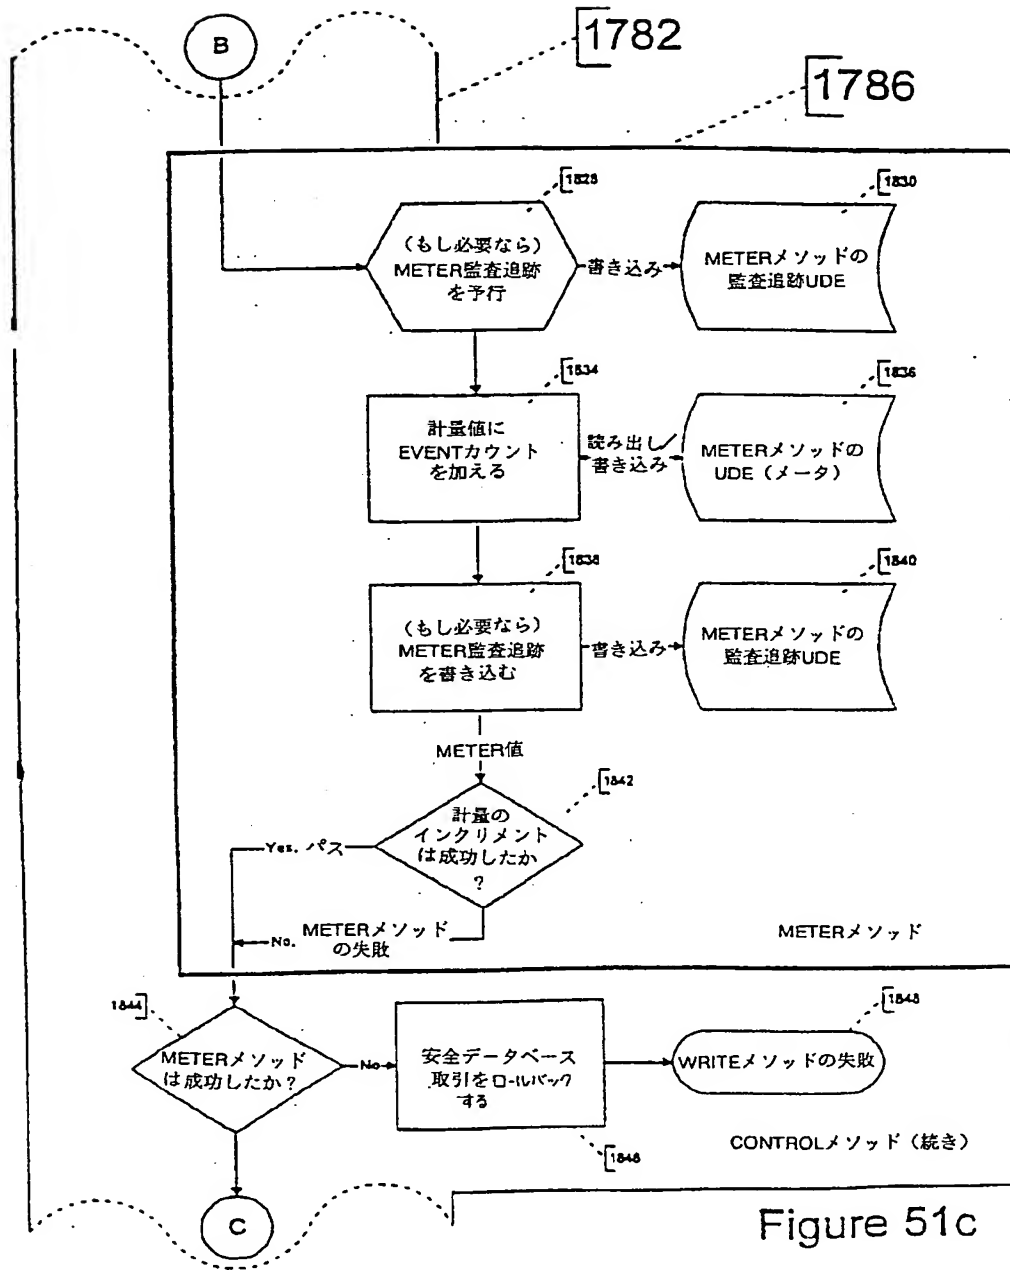 B
1782
1786
1828
(もし必要なら)
METER監査追跡
を予行
書き込み
1830
METERメソッドの
監査追跡UDE
1834
計量値に
EVENTカウント
を加える
読み出し/
書き込み
1836
METERメソッドの
UDE(メータ)
1838
(もし必要なら)
METER監査追跡
を書き込む
書き込み
1840
METERメソッドの
監査追跡UDE
METER値
1842
計量の
インクリメント
は成功したか
?
Yes. パス
No. METERメソッド
の失敗
METERメソッド
1844
METERメソッド
は成功したか?
No
安全データベース
取引をロールバック
する
1846
1848
WRITEメソッドの失敗
CONTROLメソッド(続き)
C
Figure 51c